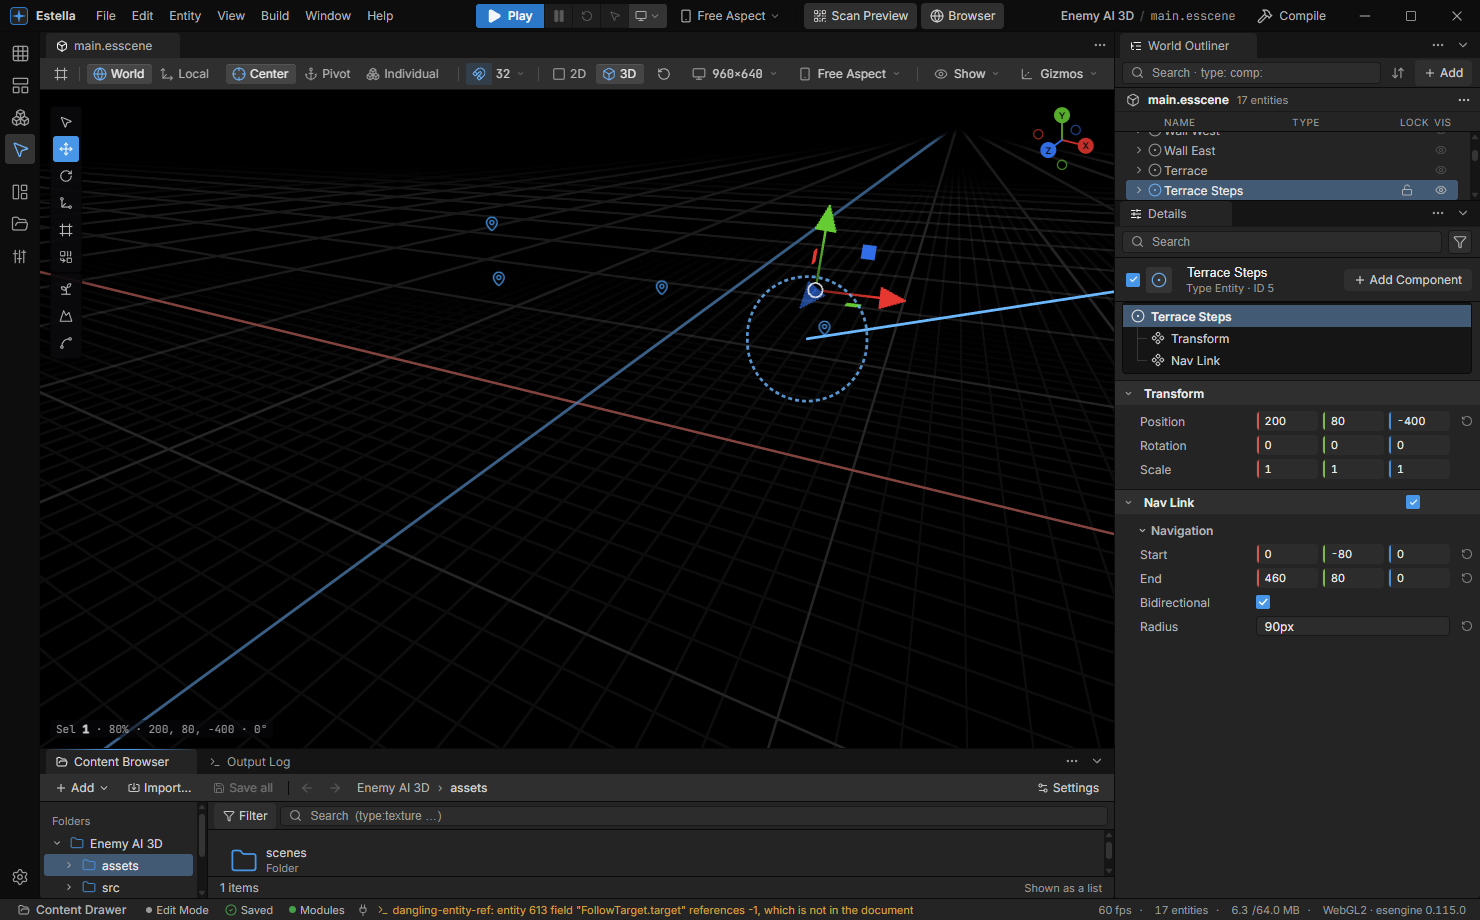 Estella File Edit Entity View Build Window Help Play Free Aspect Scan Preview Browser Enemy AI 3D / main.esscene Compile
main.esscene
World Local Center Pivot Individual 32 2D 3D 960×640 Free Aspect Show Gizmos
Y
X
Z
Sel 1 · 80% · 200, 80, -400 · 0°
World Outliner
Search · type: comp: Add
main.esscene 17 entities
NAME TYPE LOCK VIS
Wall West
Wall East
Terrace
Terrace Steps
Details
Search
Terrace Steps
Type Entity · ID 5
Add Component
Terrace Steps
Transform
Nav Link
Transform
Position 200 80 -400
Rotation 0 0 0
Scale 1 1 1
Nav Link
Navigation
Start 0 -80 0
End 460 80 0
Bidirectional
Radius 90px
Content Browser Output Log
Add Import... Save all Enemy AI 3D › assets Settings
Folders
Enemy AI 3D
assets
src
Filter Search (type:texture ...)
scenes
Folder
1 items Shown as a list
Content Drawer Edit Mode Saved Modules dangling-entity-ref: entity 613 field "FollowTarget.target" references -1, which is not in the document 60 fps · 17 entities · 6.3 /64.0 MB · WebGL2 · esengine 0.115.0